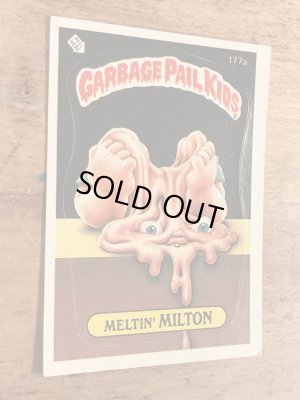 177a
GARBAGE PAIL KIDS
SOLD OUT
MELTIN' MILTON